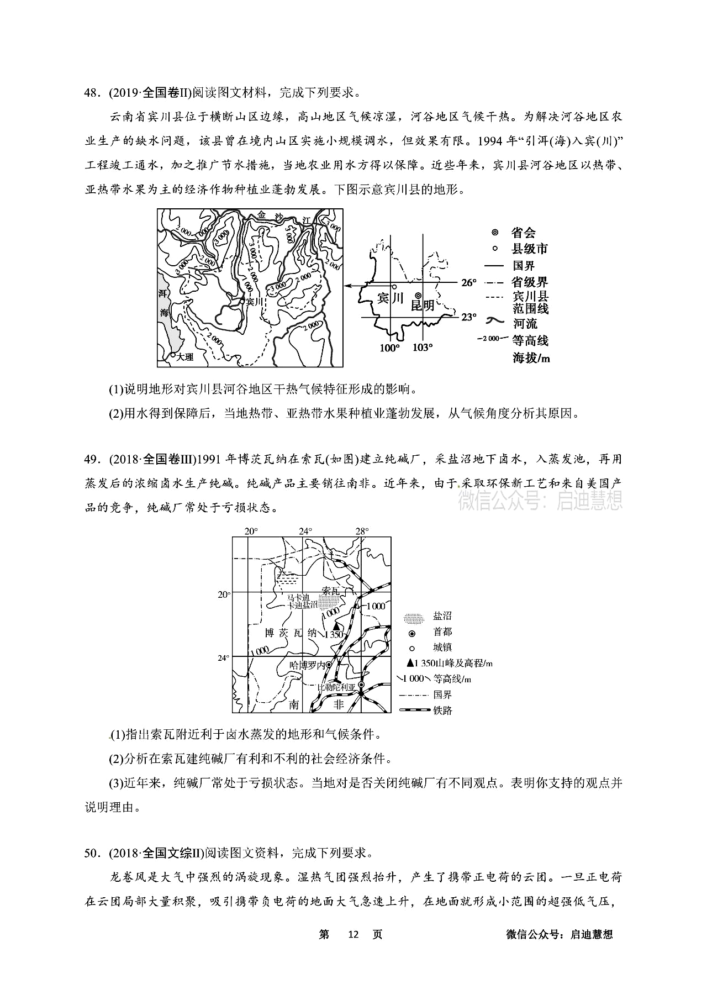 48．(2019·全国卷Ⅱ)阅读图文材料，完成下列要求。
云南省宾川县位于横断山区边缘，高山地区气候凉湿，河谷地区气候干热。为解决河谷地区农
业生产的缺水问题，该县曾在境内山区实施小规模调水，但效果有限。1994 年“引洱(海)入宾(川)”
工程竣工通水，加之推广节水措施，当地农业用水方得以保障。近些年来，宾川县河谷地区以热带、
亚热带水果为主的经济作物种植业蓬勃发展。下图示意宾川县的地形。
金 沙 江
2 000
1 000
3 000
3 000
3 000
3 000
2 000
3 000
2 000
2 000
1 000
3 000
2 000
洱
海
宾川
2 000
2 000
大理
宾川
昆明
26°
23°
100° 103°
省会
县级市
国界
省级界
宾川县
范围线
河流
2 000 等高线
海拔/m
(1)说明地形对宾川县河谷地区干热气候特征形成的影响。
(2)用水得到保障后，当地热带、亚热带水果种植业蓬勃发展，从气候角度分析其原因。
49．(2018·全国卷Ⅲ)1991 年博茨瓦纳在索瓦(如图)建立纯碱厂，采盐沼地下卤水，入蒸发池，再用
蒸发后的浓缩卤水生产纯碱。纯碱产品主要销往南非。近年来，由于采取环保新工艺和来自美国产
品的竞争，纯碱厂常处于亏损状态。
微信公众号：启迪慧想
20° 24° 28°
20°
索瓦
马卡迪
卡迪盐沼
1 000
1 000
博 茨 瓦 纳
1 350
1 000
24°
哈博罗内
比勒陀利亚
南 非
盐沼
首都
城镇
1 350山峰及高程/m
1 000 等高线/m
国界
铁路
(1)指出索瓦附近利于卤水蒸发的地形和气候条件。
(2)分析在索瓦建纯碱厂有利和不利的社会经济条件。
(3)近年来，纯碱厂常处于亏损状态。当地对是否关闭纯碱厂有不同观点。表明你支持的观点并
说明理由。
50．(2018·全国文综Ⅱ)阅读图文资料，完成下列要求。
龙卷风是大气中强烈的涡旋现象。湿热气团强烈抬升，产生了携带正电荷的云团。一旦正电荷
在云团局部大量积聚，吸引携带负电荷的地面大气急速上升，在地面就形成小范围的超强低气压，
第 12 页 微信公众号：启迪慧想